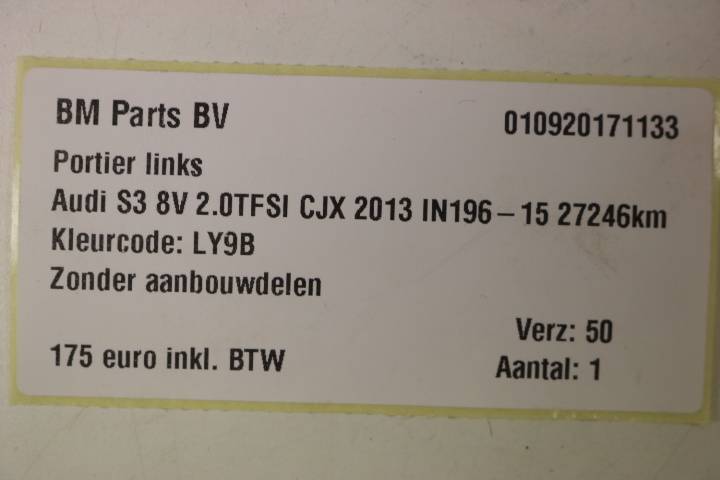 BM Parts BV 010920171133
Portier links
Audi S3 8V 2.0TFSI CJX 2013 IN196 – 15 27246km
Kleurcode: LY9B
Zonder aanbouwdelen
Verz: 50
175 euro inkl. BTW Aantal: 1